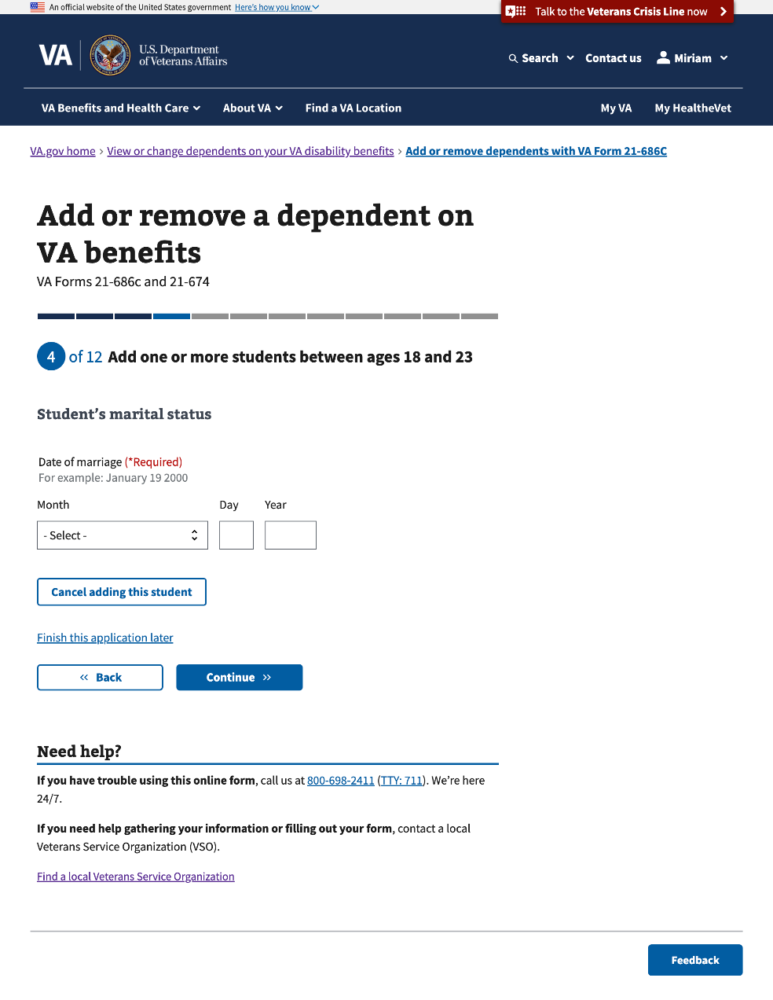 An official website of the United States government Here's how you know
Talk to the Veterans Crisis Line now
VA
U.S. Department
of Veterans Affairs
Search
Contact us
Miriam
VA Benefits and Health Care
About VA
Find a VA Location
My VA
My HealtheVet
VA.gov home › View or change dependents on your VA disability benefits › Add or remove dependents with VA Form 21-686C
Add or remove a dependent on
VA benefits
VA Forms 21-686c and 21-674
4 of 12 Add one or more students between ages 18 and 23
Student's marital status
Date of marriage (*Required)
For example: January 19 2000
Month Day Year
- Select -
Cancel adding this student
Finish this application later
« Back
Continue »
Need help?
If you have trouble using this online form, call us at 800-698-2411 (TTY: 711). We're here
24/7.
If you need help gathering your information or filling out your form, contact a local
Veterans Service Organization (VSO).
Find a local Veterans Service Organization
Feedback